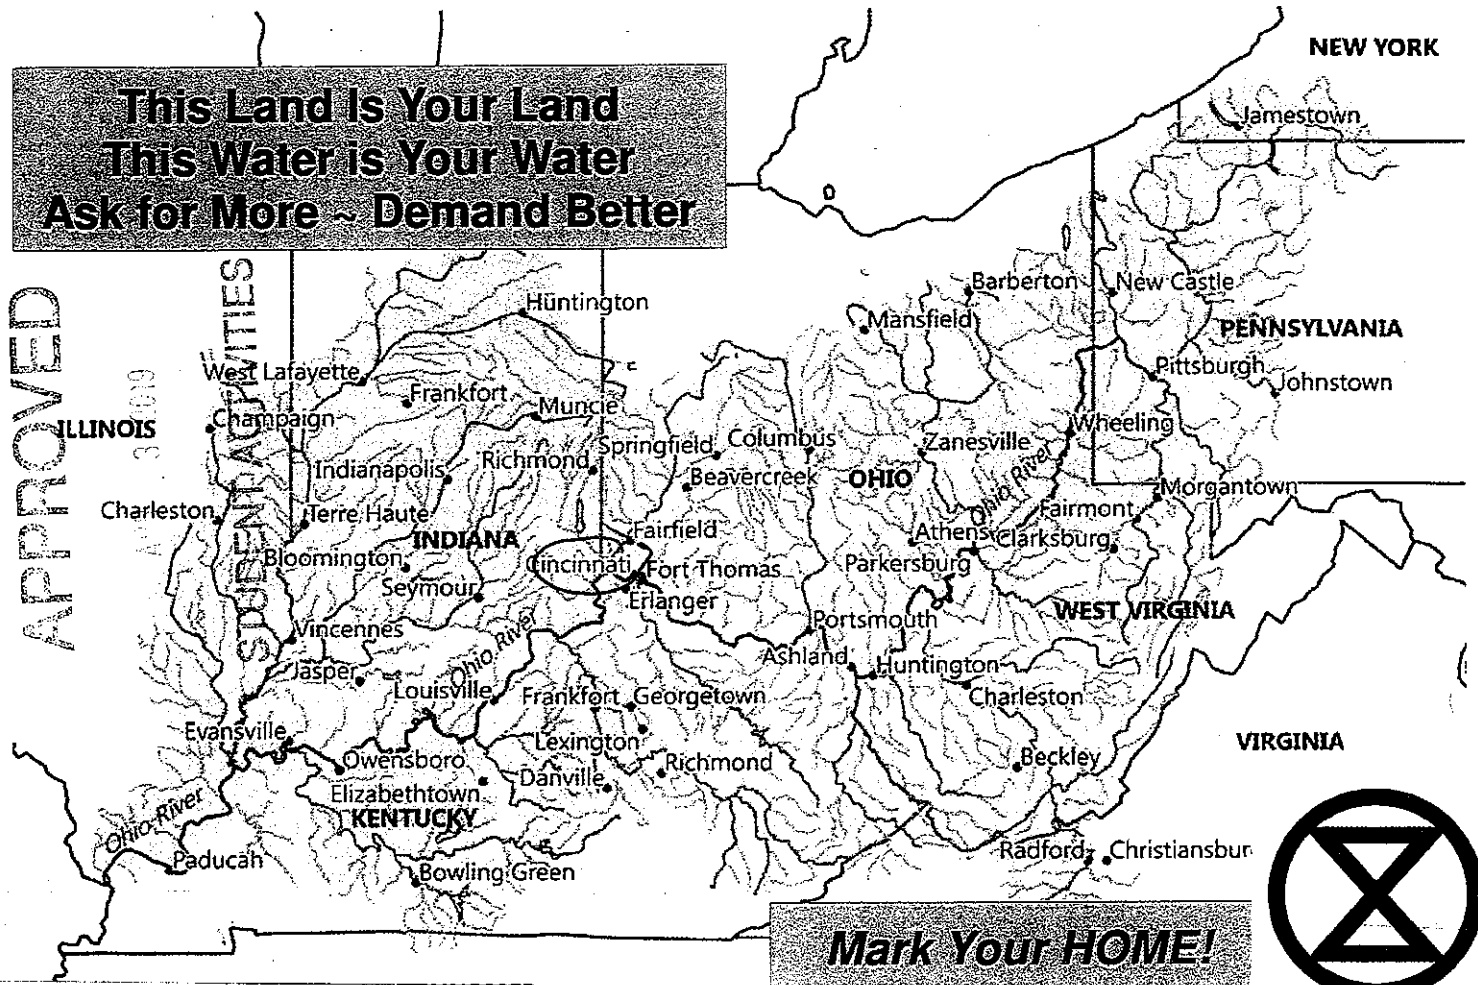 This Land Is Your Land
This Water is Your Water
Ask for More ~ Demand Better
NEW YORK
Jamestown
APPROVED
STUDENT ACTIVITIES
Huntington
Barberton
New Castle
Mansfield
PENNSYLVANIA
West Lafayette
Frankfort
Pittsburgh
Johnstown
ILLINOIS
Champaign
Muncie
Springfield
Columbus
Zanesville
Wheeling
Indianapolis
Richmond
Beavercreek
OHIO
Ohio River
Morgantown
Charleston
Terre Haute
INDIANA
Fairfield
Athens
Fairmont
Clarksburg
Bloomington
Cincinnati
Fort Thomas
Parkersburg
Seymour
Erlanger
WEST VIRGINIA
Vincennes
Ohio River
Portsmouth
Jasper
Louisville
Frankfort
Georgetown
Ashland
Huntington
Charleston
Evansville
Lexington
VIRGINIA
Owensboro
Elizabethtown
Danville
Richmond
Beckley
KENTUCKY
Ohio River
Paducah
Bowling Green
Radford
Christiansbur
Mark Your HOME!